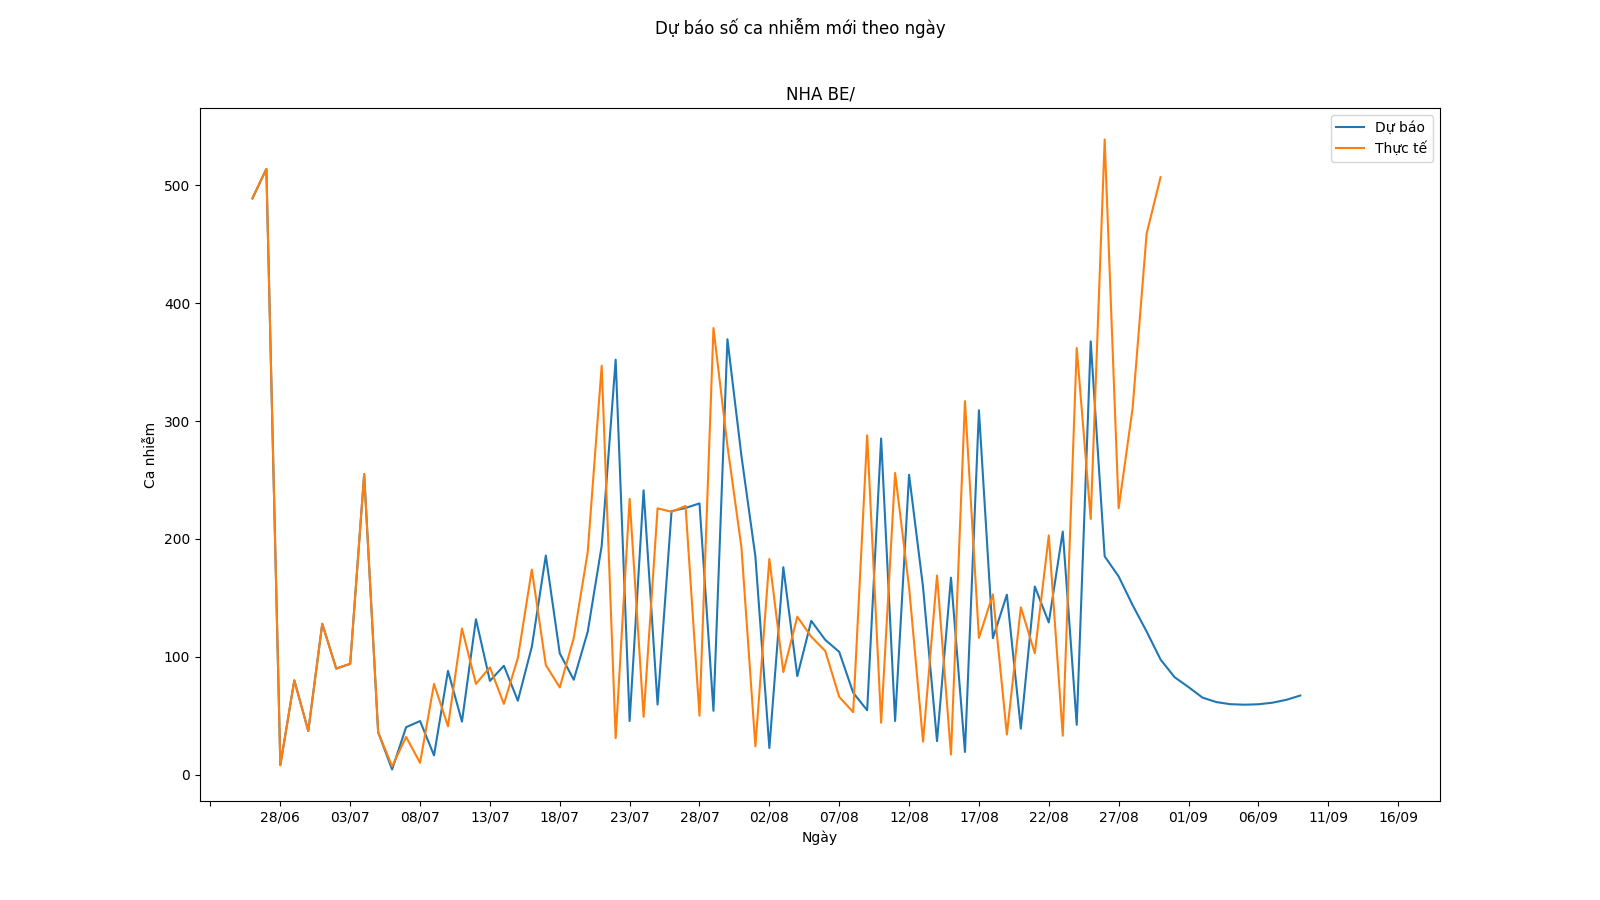 Dự báo số ca nhiễm mới theo ngày
NHA BE/
Dự báo
Thực tế
500
400
300
200
100
0
Ca nhiễm
28/06 03/07 08/07 13/07 18/07 23/07 28/07 02/08 07/08 12/08 17/08 22/08 27/08 01/09 06/09 11/09 16/09
Ngày